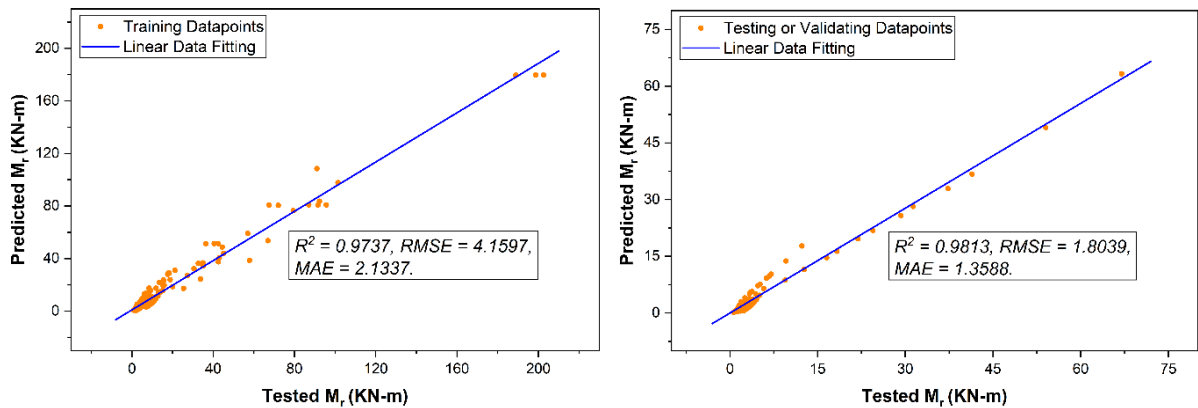 Training Datapoints
Linear Data Fitting
200
160
120
80
40
0
Predicted Mr (KN-m)
R² = 0.9737, RMSE = 4.1597,
MAE = 2.1337.
0 40 80 120 160 200
Tested Mr (KN-m)
Testing or Validating Datapoints
Linear Data Fitting
75
60
45
30
15
0
Predicted Mr (KN-m)
R² = 0.9813, RMSE = 1.8039,
MAE = 1.3588.
0 15 30 45 60 75
Tested Mr (KN-m)